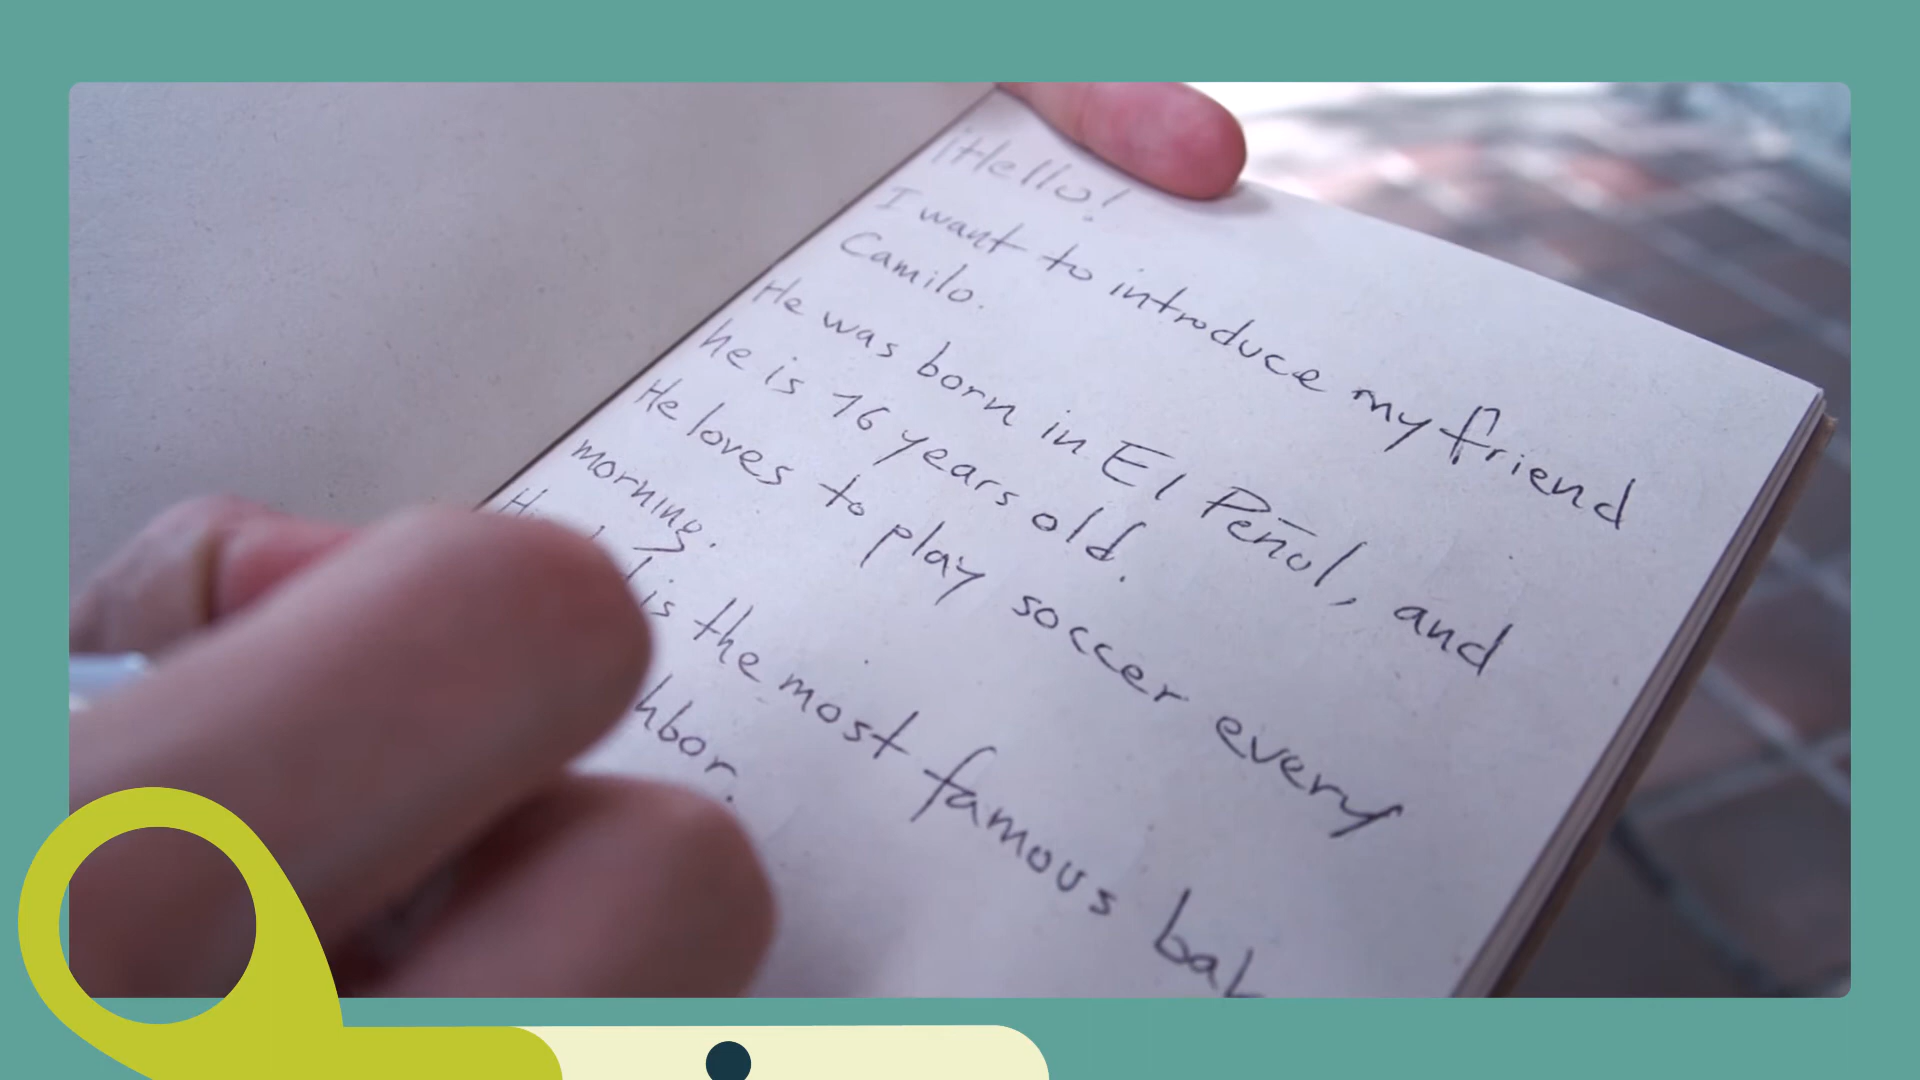 ¡Hello!
I want to introduce my friend
Camilo.
He was born in El Peñol, and
he is 16 years old.
He loves to play soccer every
morning.
is the most famous